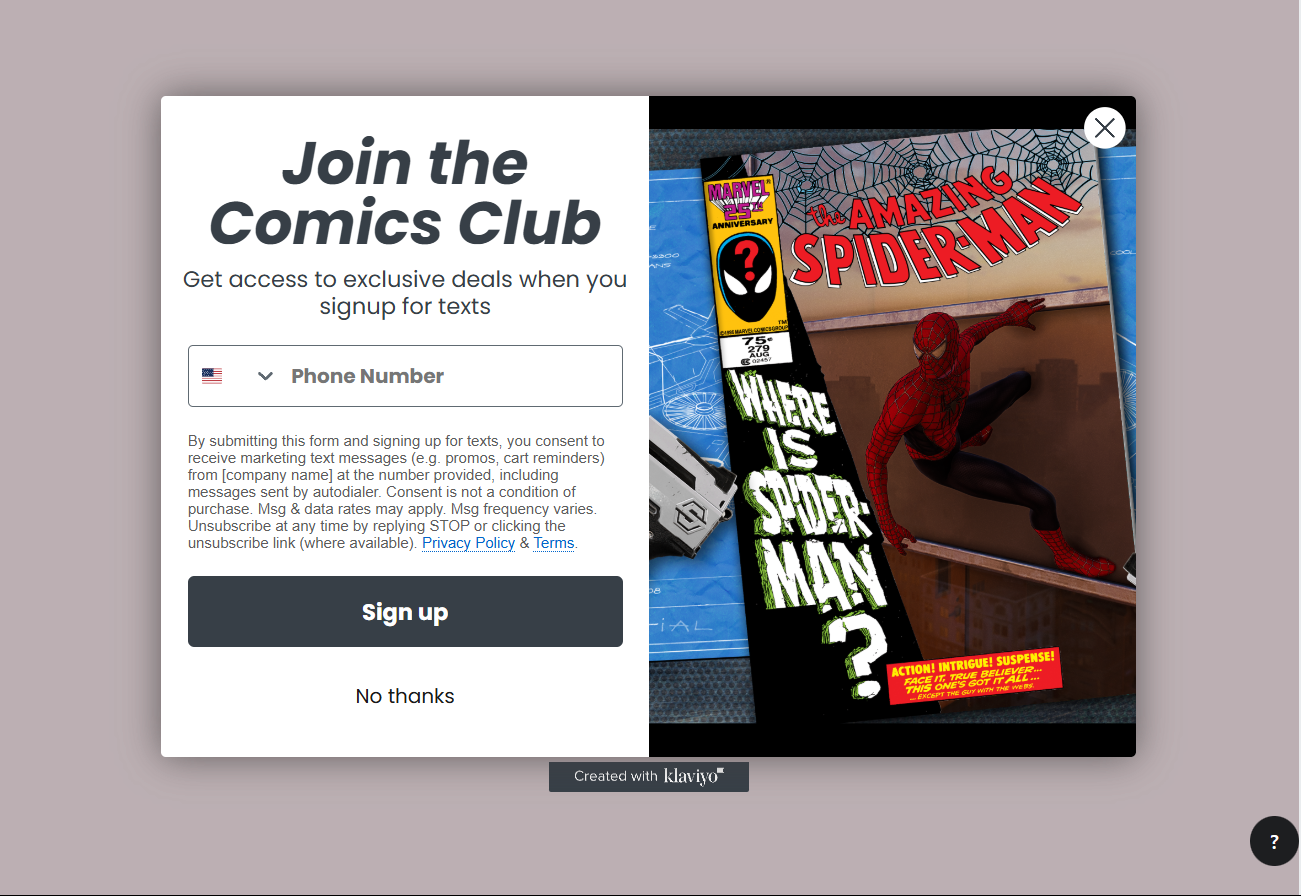 Join the
Comics Club
Get access to exclusive deals when you
signup for texts
Phone Number
By submitting this form and signing up for texts, you consent to
receive marketing text messages (e.g. promos, cart reminders)
from [company name] at the number provided, including
messages sent by autodialer. Consent is not a condition of
purchase. Msg & data rates may apply. Msg frequency varies.
Unsubscribe at any time by replying STOP or clicking the
unsubscribe link (where available). Privacy Policy & Terms.
Sign up
No thanks
MARVEL®
25TH
ANNIVERSARY
?
TM
©1986 MARVEL COMICS GROUP
75¢
279
AUG
02457
the AMAZING
SPIDER-MAN
WHERE
IS
SPIDER-
MAN
?
ACTION! INTRIGUE! SUSPENSE!
FACE IT, TRUE BELIEVER...
THIS ONE'S GOT IT ALL...
...EXCEPT THE GUY WITH THE WEBS.
Created with klaviyo
?